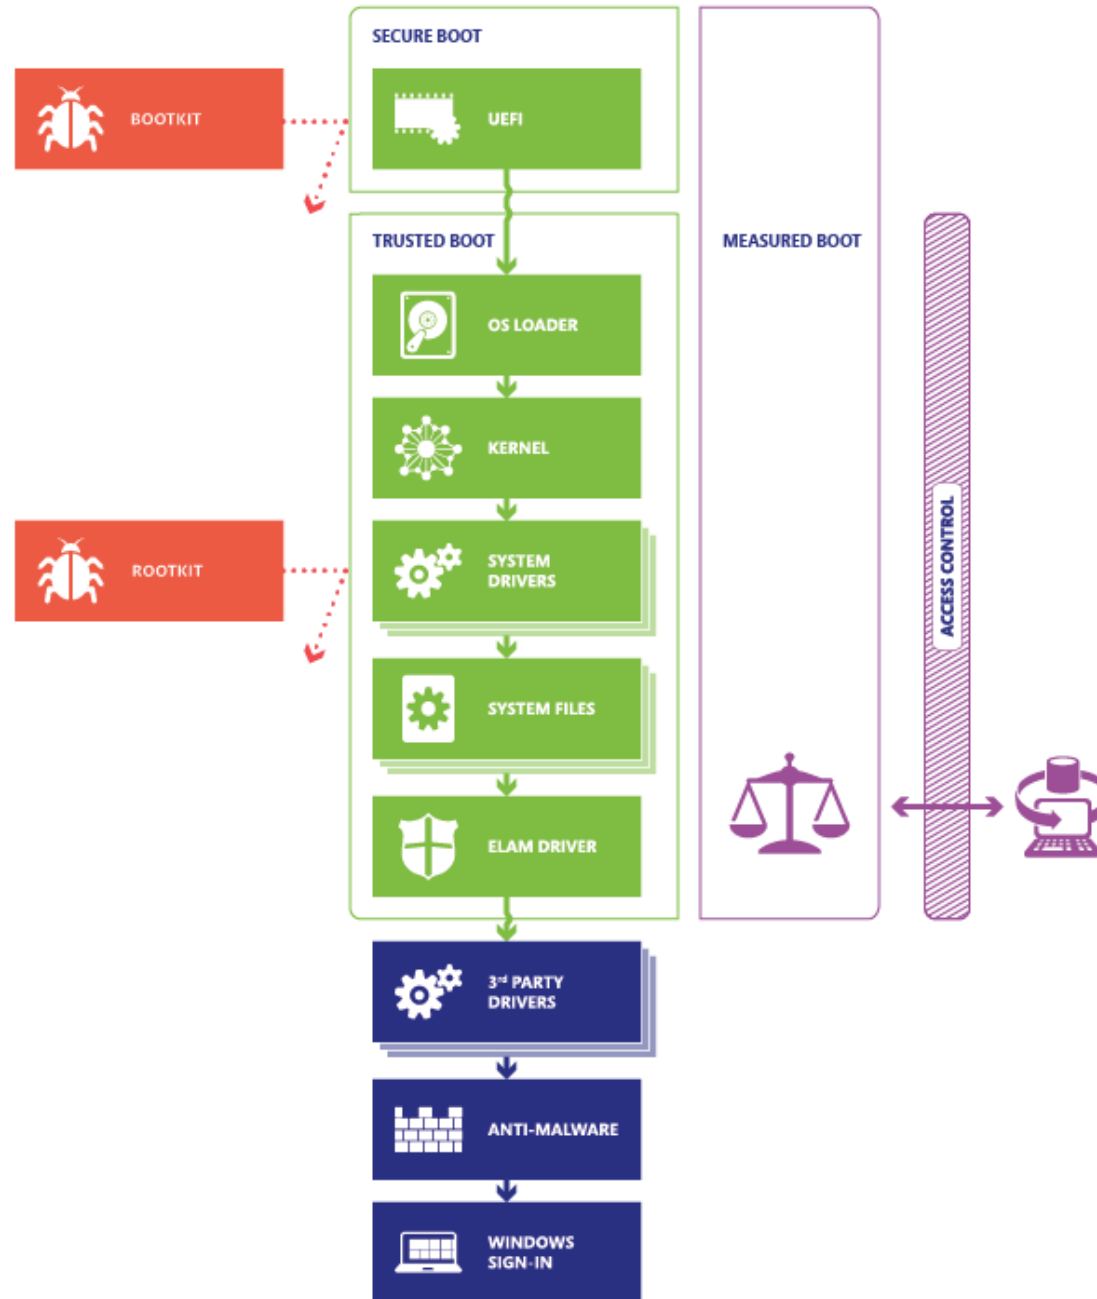 SECURE BOOT
BOOTKIT
UEFI
TRUSTED BOOT
MEASURED BOOT
OS LOADER
KERNEL
ROOTKIT
SYSTEM
DRIVERS
ACCESS CONTROL
SYSTEM FILES
ELAM DRIVER
3rd PARTY
DRIVERS
ANTI-MALWARE
WINDOWS
SIGN-IN